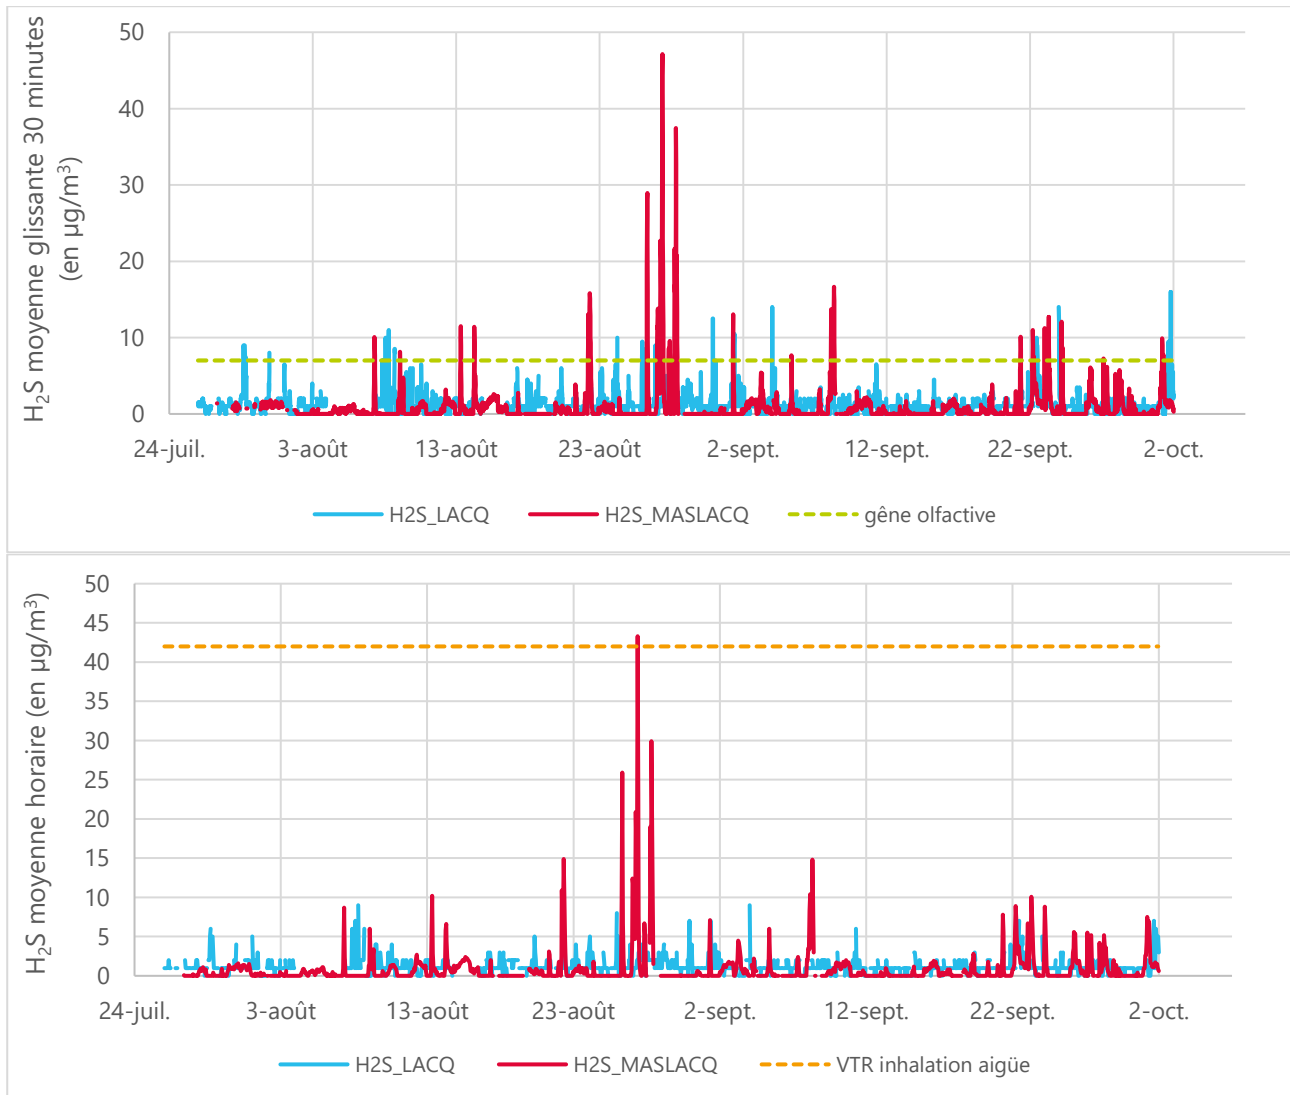 H₂S moyenne glissante 30 minutes
(en µg/m³)
50
40
30
20
10
0
24-juil.
3-août
13-août
23-août
2-sept.
12-sept.
22-sept.
2-oct.
H2S_LACQ
H2S_MASLACQ
gêne olfactive
H₂S moyenne horaire (en µg/m³)
50
45
40
35
30
25
20
15
10
5
0
24-juil.
3-août
13-août
23-août
2-sept.
12-sept.
22-sept.
2-oct.
H2S_LACQ
H2S_MASLACQ
VTR inhalation aigüe